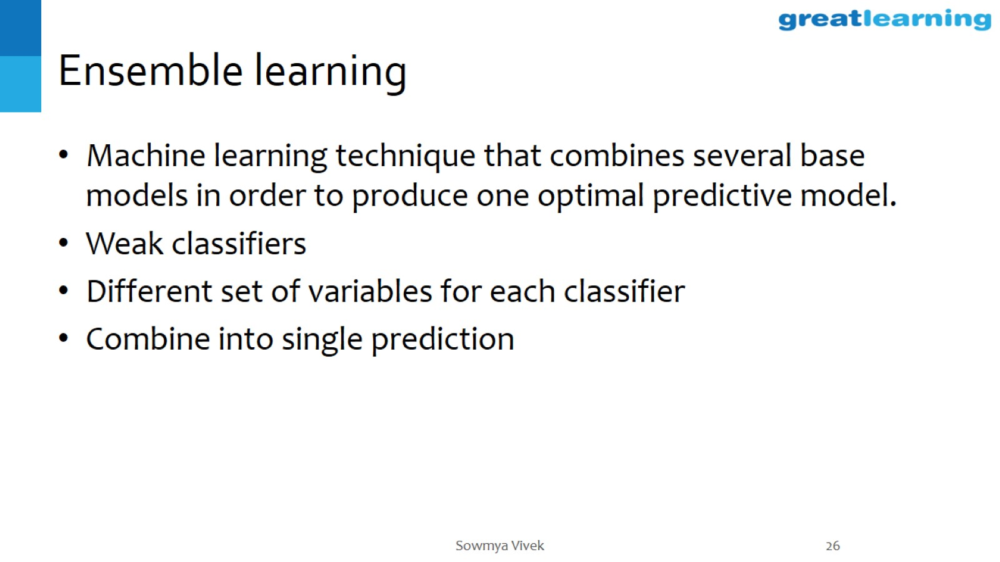 greatlearning
Ensemble learning
• Machine learning technique that combines several base
models in order to produce one optimal predictive model.
• Weak classifiers
• Different set of variables for each classifier
• Combine into single prediction
Sowmya Vivek
26